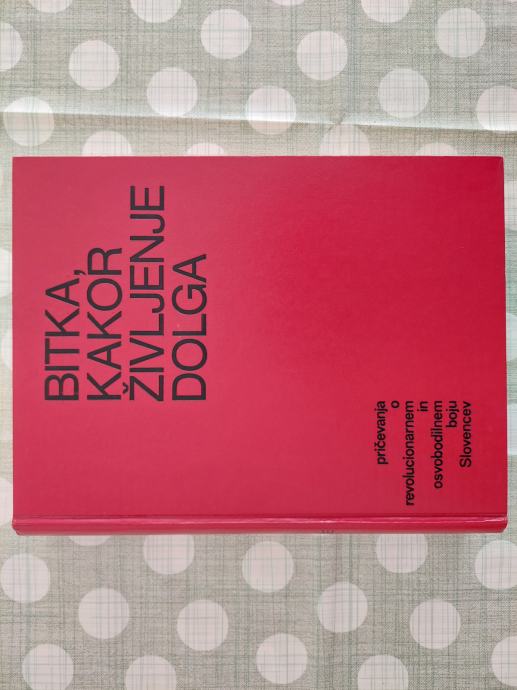 BITKA,
KAKOR
ŽIVLJENJE
DOLGA
pričevanja
o
revolucionarnem
in
osvobodilnem
boju
Slovencev